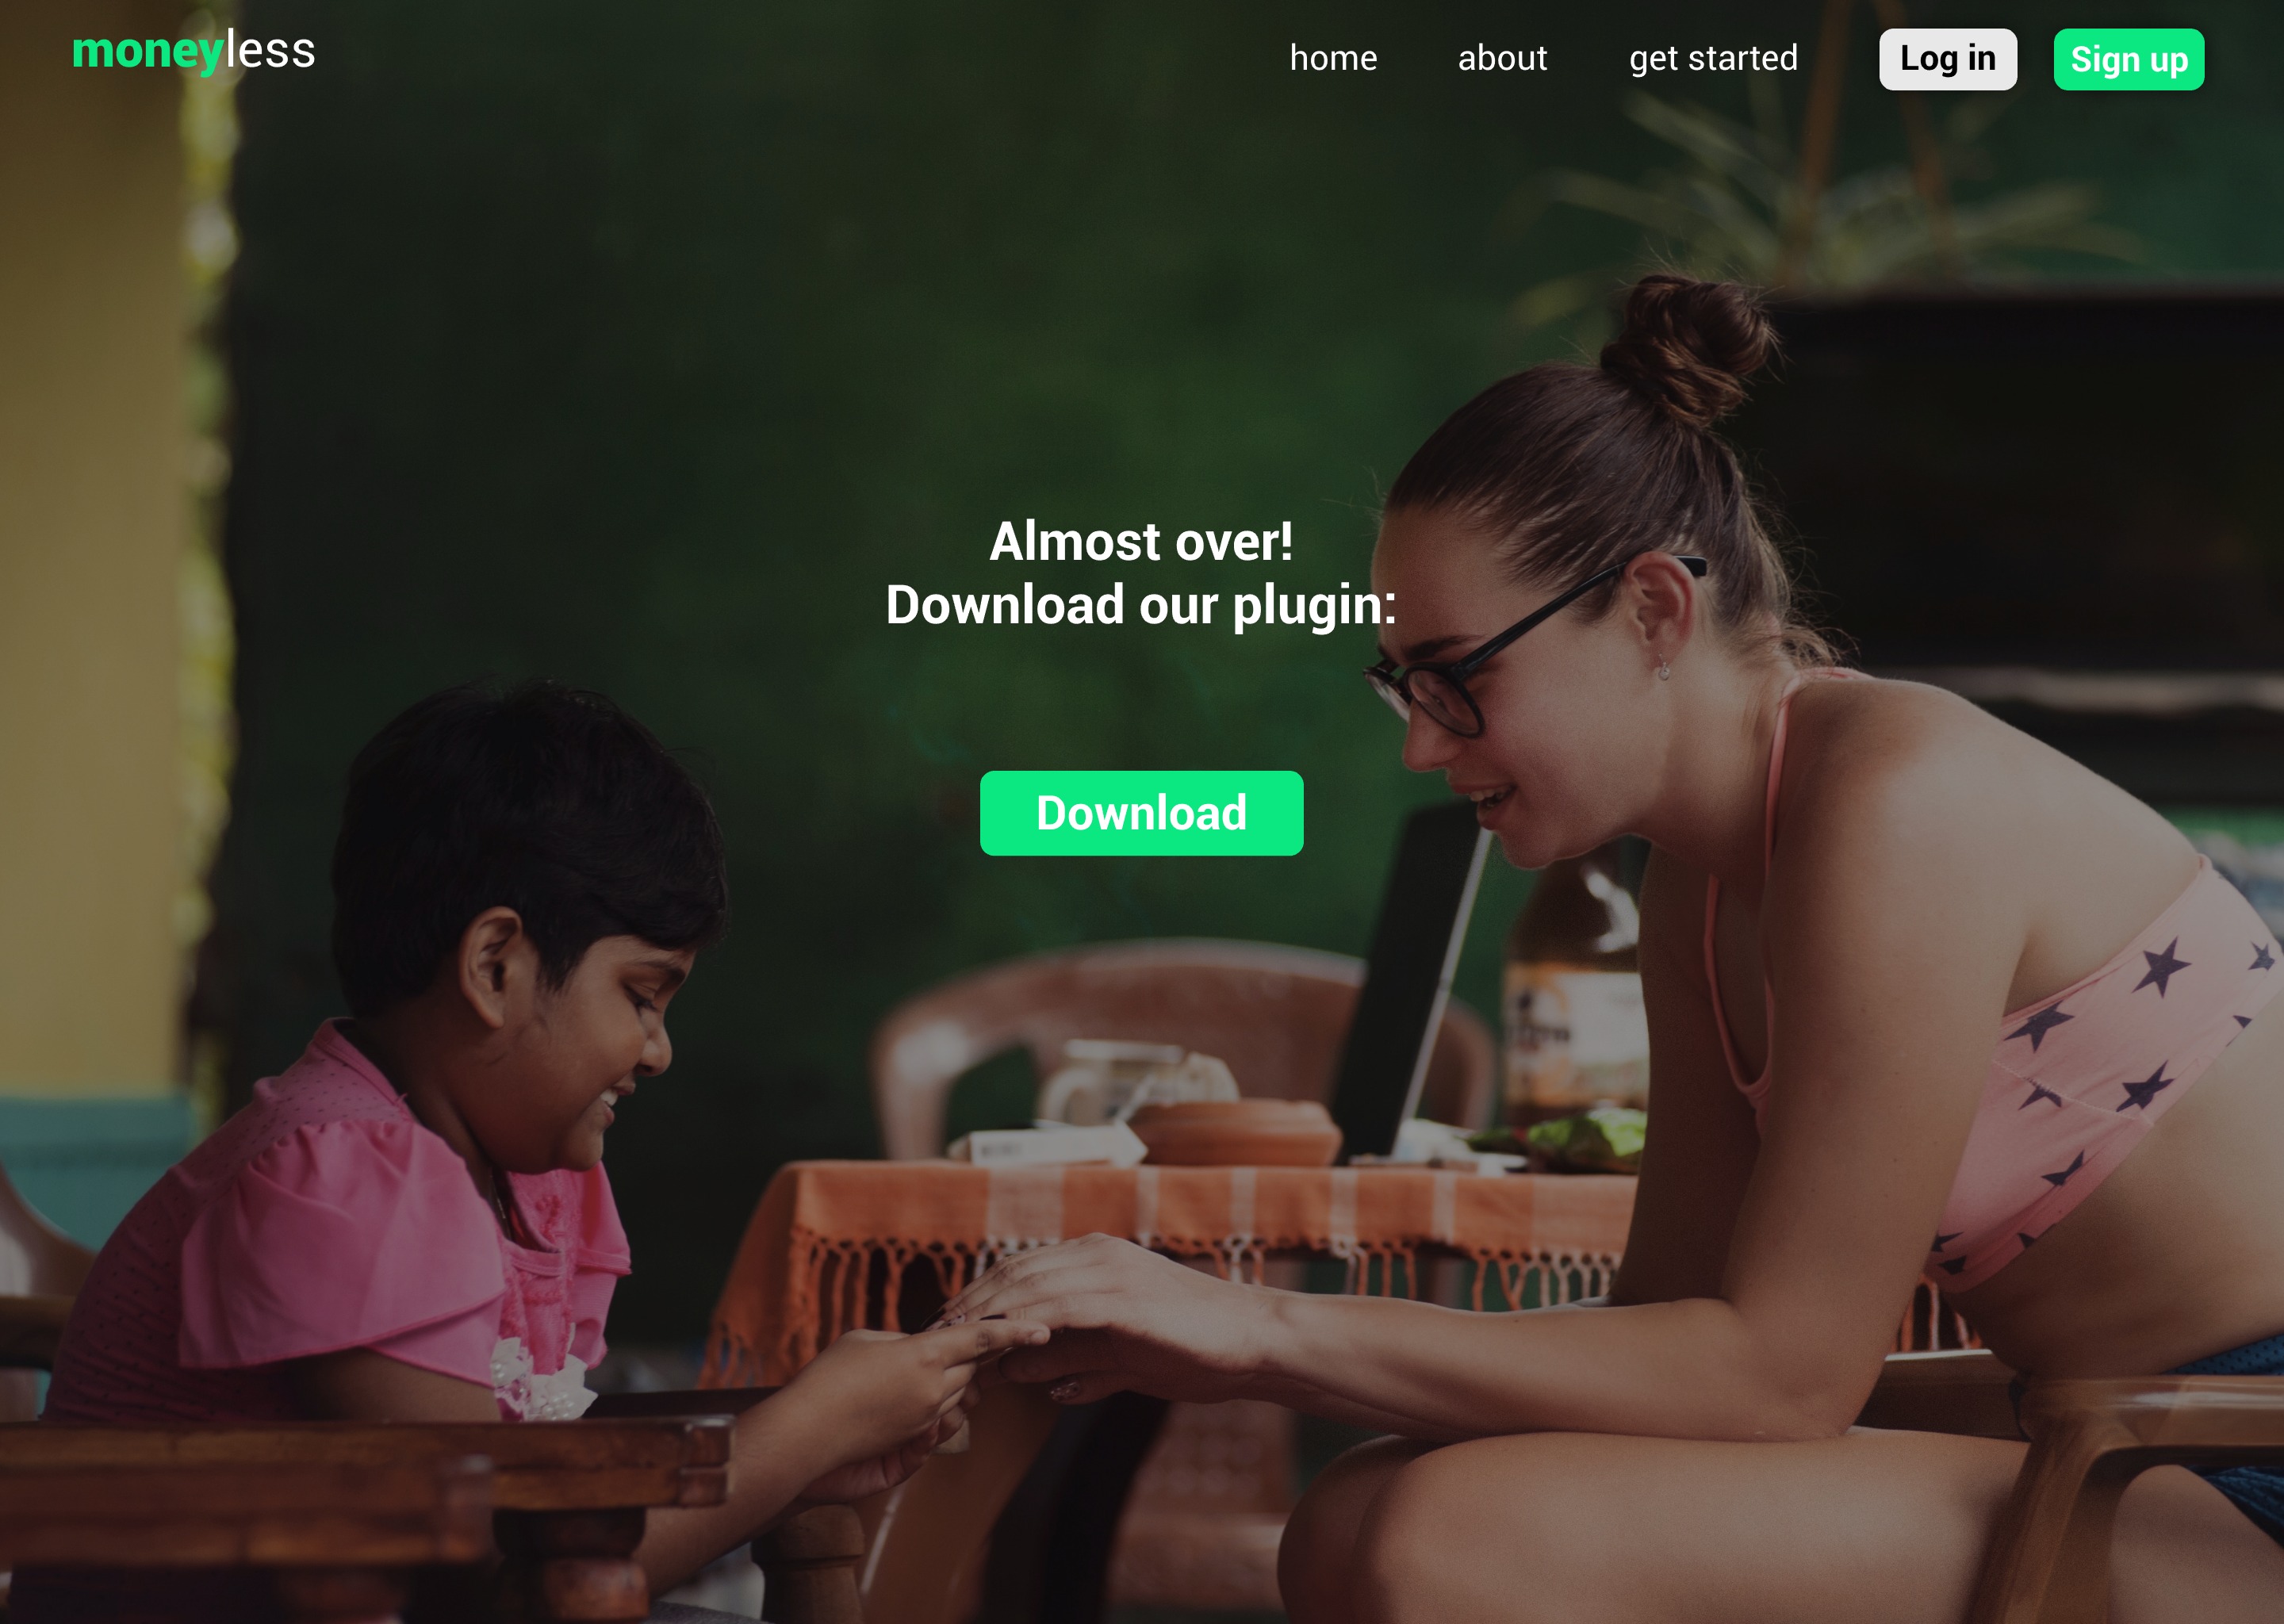 moneyless
home about get started Log in Sign up
Almost over!
Download our plugin:
Download